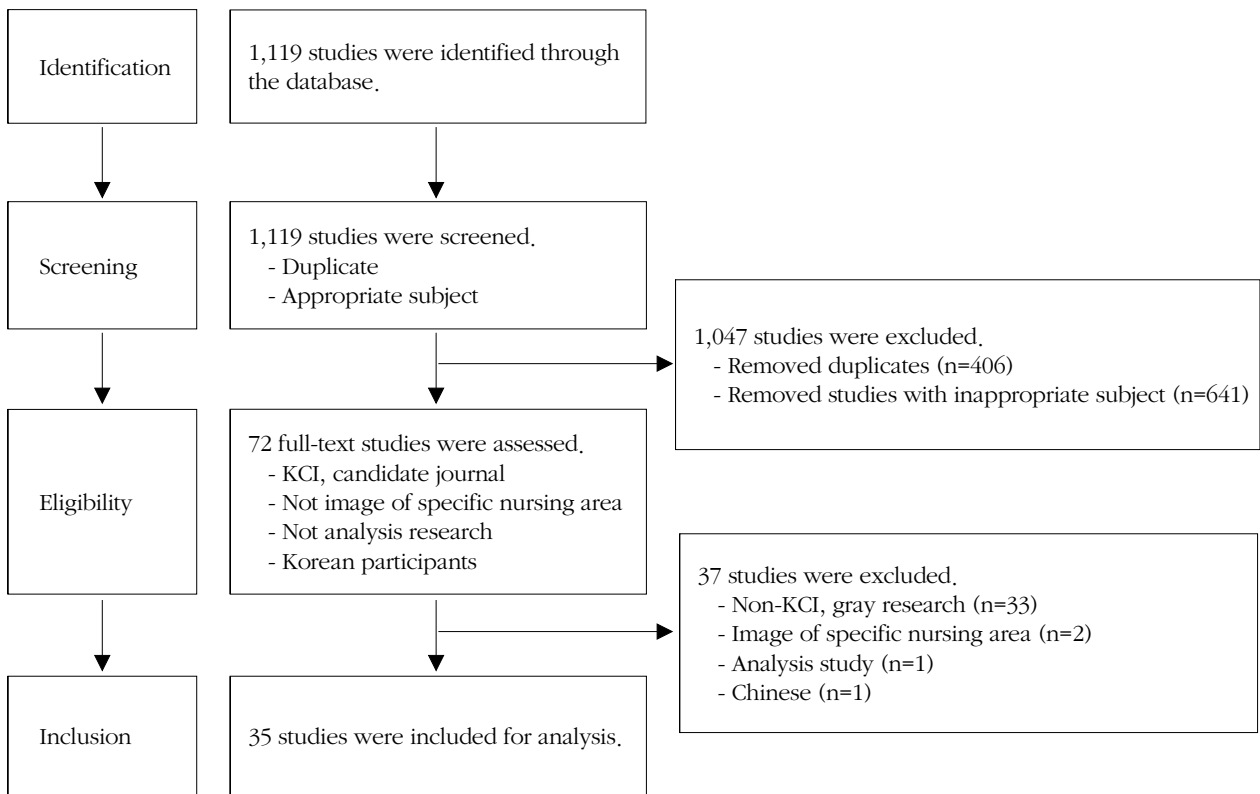 Identification
1,119 studies were identified through
the database.
Screening
1,119 studies were screened.
- Duplicate
- Appropriate subject
1,047 studies were excluded.
- Removed duplicates (n=406)
- Removed studies with inappropriate subject (n=641)
Eligibility
72 full-text studies were assessed.
- KCI, candidate journal
- Not image of specific nursing area
- Not analysis research
- Korean participants
37 studies were excluded.
- Non-KCI, gray research (n=33)
- Image of specific nursing area (n=2)
- Analysis study (n=1)
- Chinese (n=1)
Inclusion
35 studies were included for analysis.